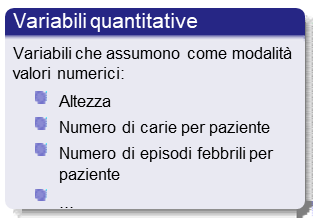 Variabili quantitative
Variabili che assumono come modalità
valori numerici:
Altezza
Numero di carie per paziente
Numero di episodi febbrili per
paziente
...